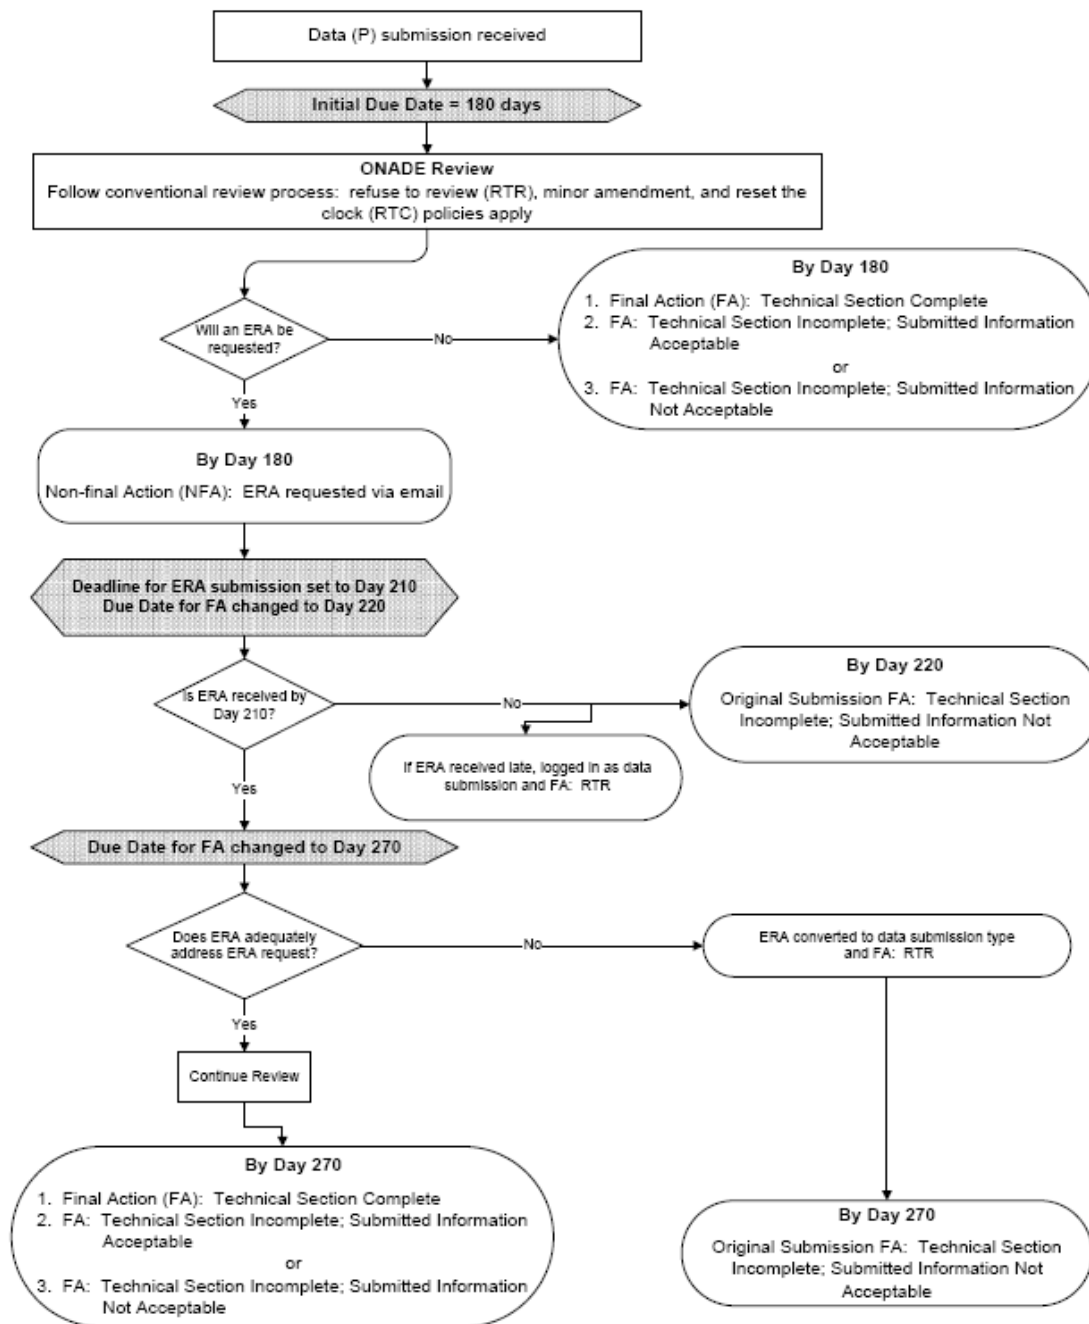 Data (P) submission received
Initial Due Date = 180 days
ONADE Review
Follow conventional review process: refuse to review (RTR), minor amendment, and reset the
clock (RTC) policies apply
Will an ERA be
requested?
No
By Day 180
1. Final Action (FA): Technical Section Complete
2. FA: Technical Section Incomplete; Submitted Information
Acceptable
or
3. FA: Technical Section Incomplete; Submitted Information
Not Acceptable
Yes
By Day 180
Non-final Action (NFA): ERA requested via email
Deadline for ERA submission set to Day 210
Due Date for FA changed to Day 220
Is ERA received by
Day 210?
No
By Day 220
Original Submission FA: Technical Section
Incomplete; Submitted Information Not
Acceptable
If ERA received late, logged in as data
submission and FA: RTR
Yes
Due Date for FA changed to Day 270
Does ERA adequately
address ERA request?
No
ERA converted to data submission type
and FA: RTR
Yes
Continue Review
By Day 270
1. Final Action (FA): Technical Section Complete
2. FA: Technical Section Incomplete; Submitted Information
Acceptable
or
3. FA: Technical Section Incomplete; Submitted Information
Not Acceptable
By Day 270
Original Submission FA: Technical Section
Incomplete; Submitted Information Not
Acceptable